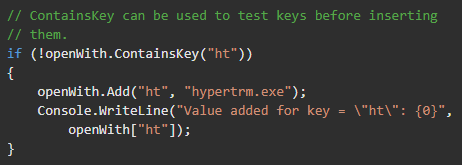 // ContainsKey can be used to test keys before inserting
// them.
if (!openWith.ContainsKey("ht"))
{
    openWith.Add("ht", "hypertrm.exe");
    Console.WriteLine("Value added for key = \"ht\": {0}",
        openWith["ht"]);
}